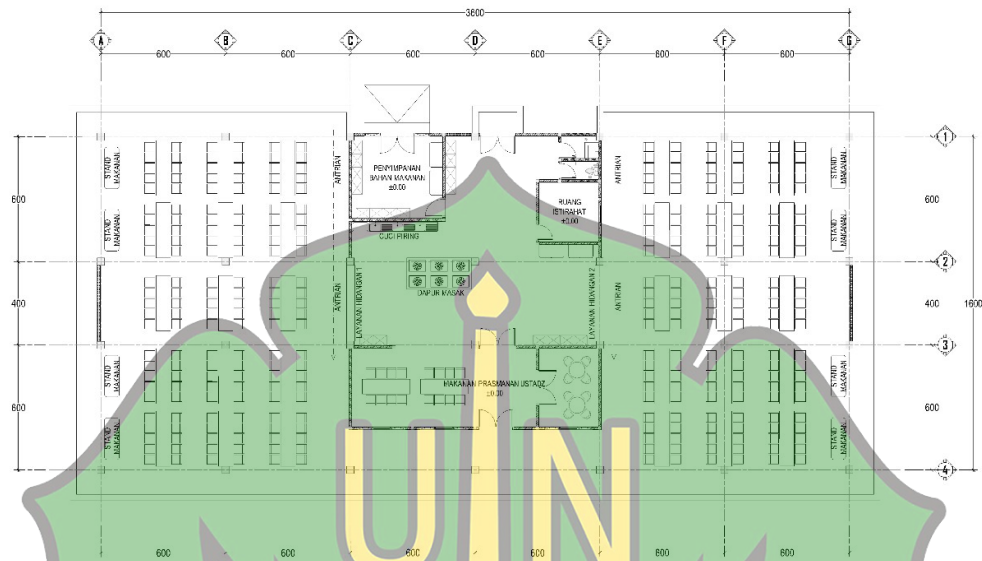 3600
A B C D E F G
600 600 600 600 600 600
1
STAND MAKANAN
ANTRIAN
PENYIMPANAN
BAHAN MAKANAN
±0.00
ANTRIAN
STAND MAKANAN
600
RUANG
ISTIRAHAT
±0.00
600
STAND MAKANAN
CUCI PIRING
STAND MAKANAN
2
400
ANTRIAN
LAYANAN HIDANGAN 1
DAPUR MASAK
LAYANAN HIDANGAN 2
ANTRIAN
400
1600
3
STAND MAKANAN
MAKANAN PRASMANAN USTADZ
±0.00
STAND MAKANAN
600
600
STAND MAKANAN
STAND MAKANAN
4
UIN
600 600 600 600 600 600